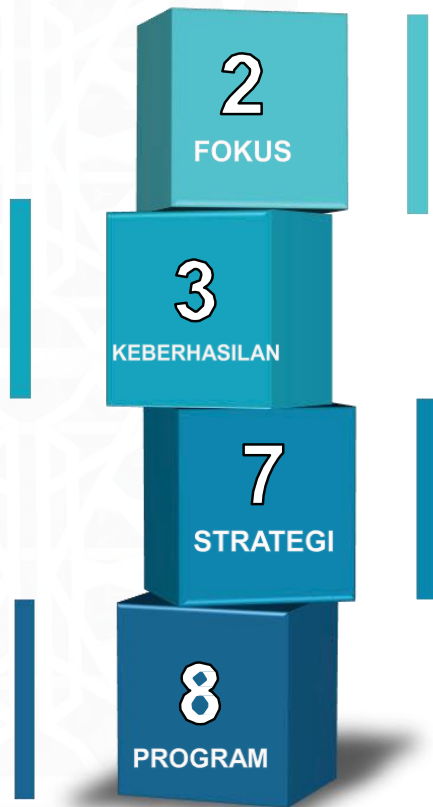 2
FOKUS
3
KEBERHASILAN
7
STRATEGI
8
PROGRAM